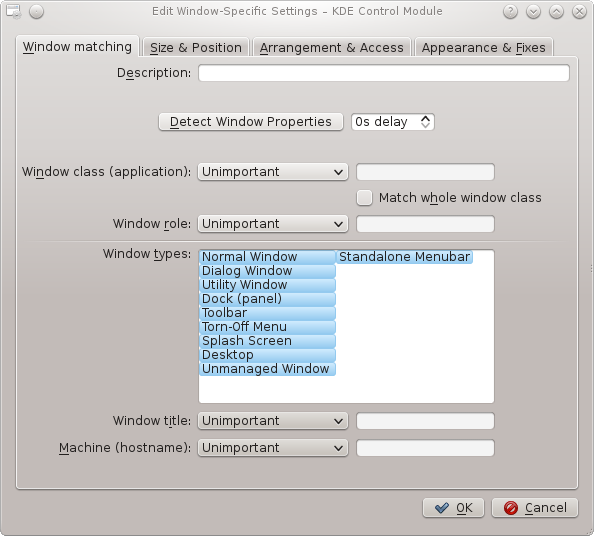 Edit Window-Specific Settings – KDE Control Module
Window matching Size & Position Arrangement & Access Appearance & Fixes
Description:
Detect Window Properties 0s delay
Window class (application): Unimportant
Match whole window class
Window role: Unimportant
Window types: Normal Window Standalone Menubar
Dialog Window
Utility Window
Dock (panel)
Toolbar
Torn-Off Menu
Splash Screen
Desktop
Unmanaged Window
Window title: Unimportant
Machine (hostname): Unimportant
OK Cancel